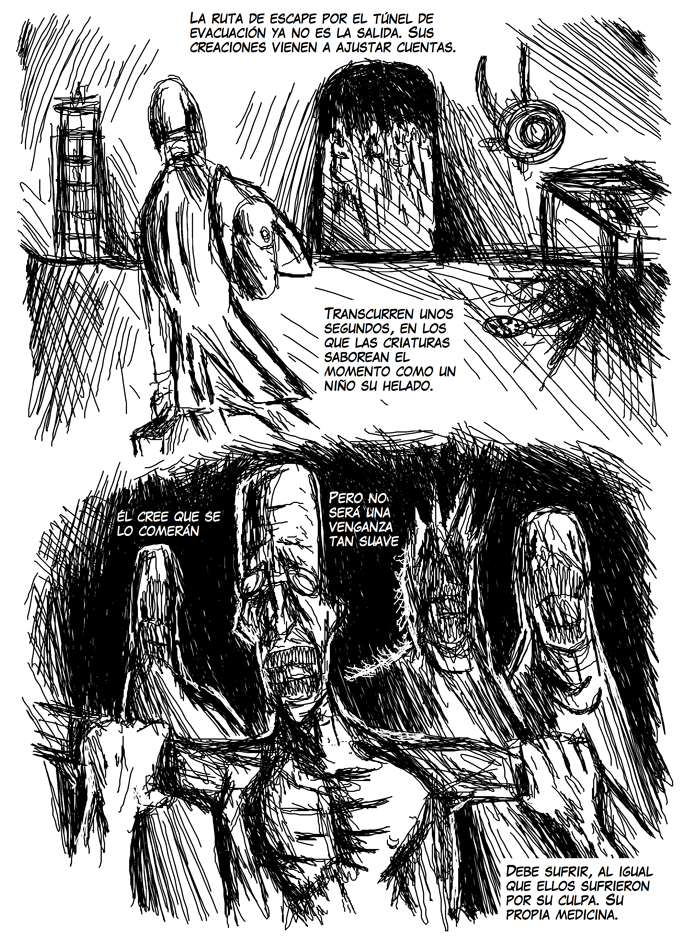 La ruta de escape por el túnel de
evacuación ya no es la salida. Sus
creaciones vienen a ajustar cuentas.
Transcurren unos
segundos, en los
que las criaturas
saborean el
momento como un
niño su helado.
él cree que se
lo comerán
Pero no
será una
venganza
tan suave
Debe sufrir, al igual
que ellos sufrieron
por su culpa. Su
propia medicina.